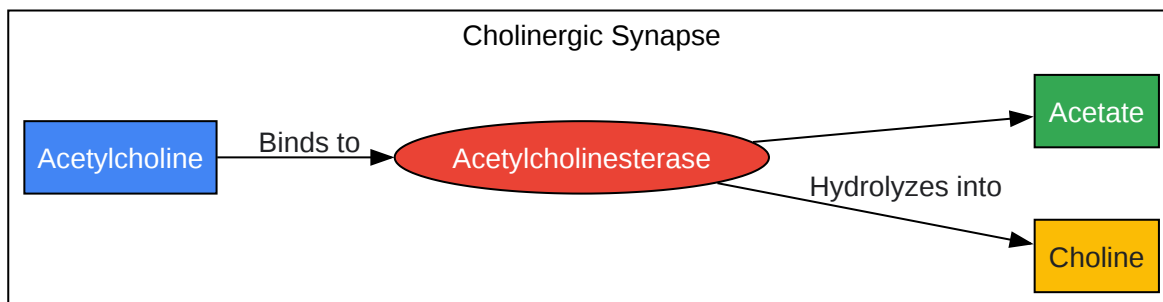 Cholinergic Synapse
Acetylcholine
Binds to
Acetylcholinesterase
Acetate
Hydrolyzes into
Choline